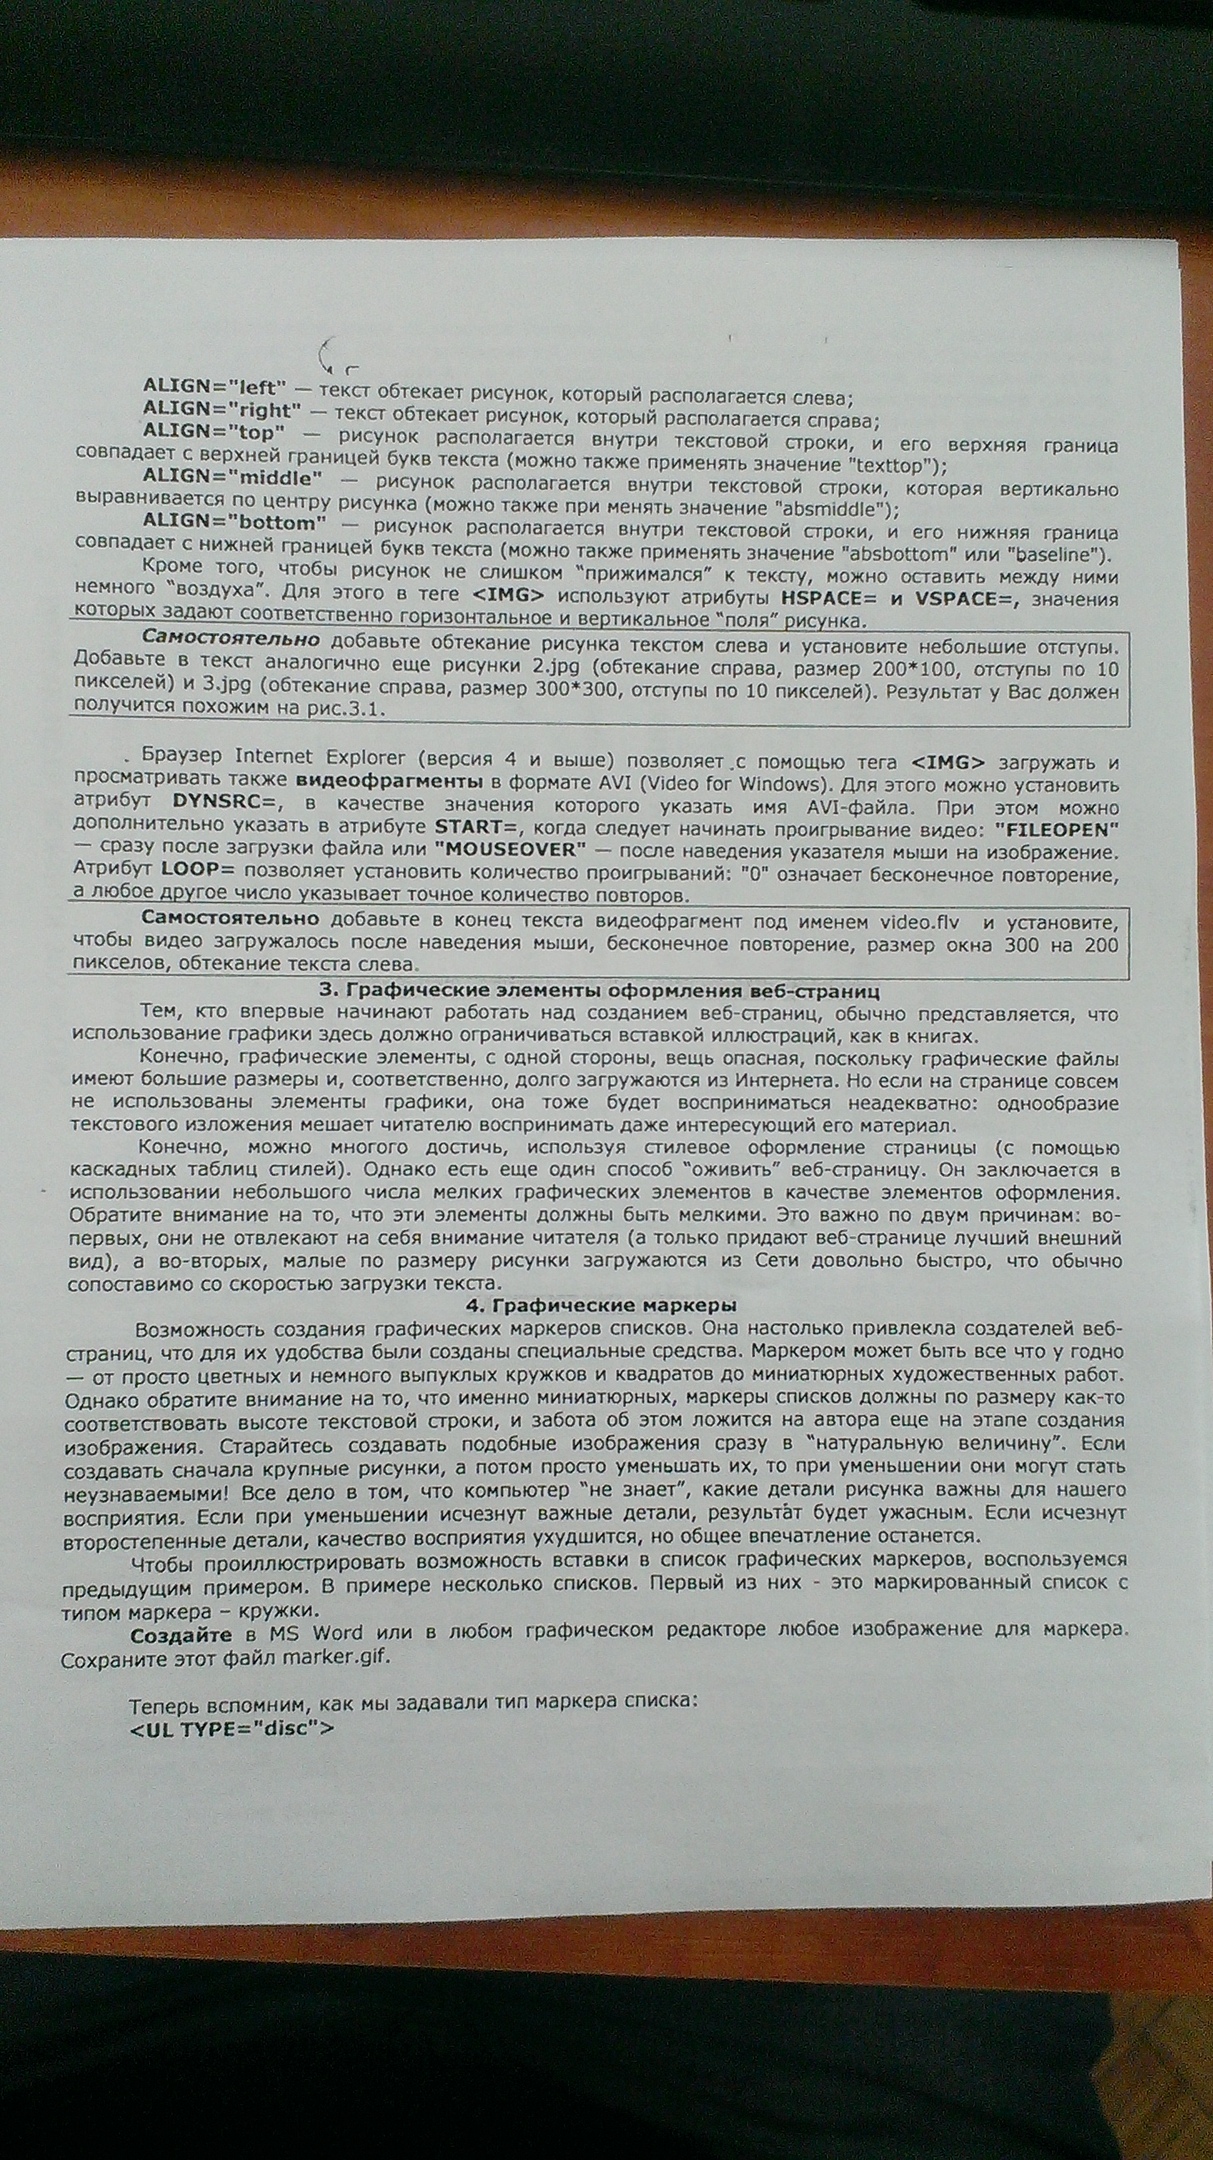 ALIGN="left" — текст обтекает рисунок, который располагается слева;
ALIGN="right" — текст обтекает рисунок, который располагается справа;
ALIGN="top" — рисунок располагается внутри текстовой строки, и его верхняя граница
совпадает с верхней границей букв текста (можно также применять значение "texttop");
ALIGN="middle" — рисунок располагается внутри текстовой строки, которая вертикально
выравнивается по центру рисунка (можно также при менять значение "absmiddle");
ALIGN="bottom" — рисунок располагается внутри текстовой строки, и его нижняя граница
совпадает с нижней границей букв текста (можно также применять значение "absbottom" или "baseline").
Кроме того, чтобы рисунок не слишком “прижимался” к тексту, можно оставить между ними
немного “воздуха”. Для этого в теге <IMG> используют атрибуты HSPACE= и VSPACE=, значения
которых задают соответственно горизонтальное и вертикальное “поля” рисунка.
Самостоятельно добавьте обтекание рисунка текстом слева и установите небольшие отступы.
Добавьте в текст аналогично еще рисунки 2.jpg (обтекание справа, размер 200*100, отступы по 10
пикселей) и 3.jpg (обтекание справа, размер 300*300, отступы по 10 пикселей). Результат у Вас должен
получится похожим на рис.3.1.
Браузер Internet Explorer (версия 4 и выше) позволяет с помощью тега <IMG> загружать и
просматривать также видеофрагменты в формате AVI (Video for Windows). Для этого можно установить
атрибут DYNSRC=, в качестве значения которого указать имя AVI-файла. При этом можно
дополнительно указать в атрибуте START=, когда следует начинать проигрывание видео: "FILEOPEN"
— сразу после загрузки файла или "MOUSEOVER" — после наведения указателя мыши на изображение.
Атрибут LOOP= позволяет установить количество проигрываний: "0" означает бесконечное повторение,
а любое другое число указывает точное количество повторов.
Самостоятельно добавьте в конец текста видеофрагмент под именем video.flv и установите,
чтобы видео загружалось после наведения мыши, бесконечное повторение, размер окна 300 на 200
пикселов, обтекание текста слева.
3. Графические элементы оформления веб-страниц
Тем, кто впервые начинают работать над созданием веб-страниц, обычно представляется, что
использование графики здесь должно ограничиваться вставкой иллюстраций, как в книгах.
Конечно, графические элементы, с одной стороны, вещь опасная, поскольку графические файлы
имеют большие размеры и, соответственно, долго загружаются из Интернета. Но если на странице совсем
не использованы элементы графики, она тоже будет восприниматься неадекватно: однообразие
текстового изложения мешает читателю воспринимать даже интересующий его материал.
Конечно, можно многого достичь, используя стилевое оформление страницы (с помощью
каскадных таблиц стилей). Однако есть еще один способ “оживить” веб-страницу. Он заключается в
использовании небольшого числа мелких графических элементов в качестве элементов оформления.
Обратите внимание на то, что эти элементы должны быть мелкими. Это важно по двум причинам: во-
первых, они не отвлекают на себя внимание читателя (а только придают веб-странице лучший внешний
вид), а во-вторых, малые по размеру рисунки загружаются из Сети довольно быстро, что обычно
сопоставимо со скоростью загрузки текста.
4. Графические маркеры
Возможность создания графических маркеров списков. Она настолько привлекла создателей веб-
страниц, что для их удобства были созданы специальные средства. Маркером может быть все что у годно
— от просто цветных и немного выпуклых кружков и квадратов до миниатюрных художественных работ.
Однако обратите внимание на то, что именно миниатюрных, маркеры списков должны по размеру как-то
соответствовать высоте текстовой строки, и забота об этом ложится на автора еще на этапе создания
изображения. Старайтесь создавать подобные изображения сразу в “натуральную величину”. Если
создавать сначала крупные рисунки, а потом просто уменьшать их, то при уменьшении они могут стать
неузнаваемыми! Все дело в том, что компьютер “не знает”, какие детали рисунка важны для нашего
восприятия. Если при уменьшении исчезнут важные детали, результат будет ужасным. Если исчезнут
второстепенные детали, качество восприятия ухудшится, но общее впечатление останется.
Чтобы проиллюстрировать возможность вставки в список графических маркеров, воспользуемся
предыдущим примером. В примере несколько списков. Первый из них - это маркированный список с
типом маркера – кружки.
Создайте в MS Word или в любом графическом редакторе любое изображение для маркера.
Сохраните этот файл marker.gif.
Теперь вспомним, как мы задавали тип маркера списка:
<UL TYPE="disc">